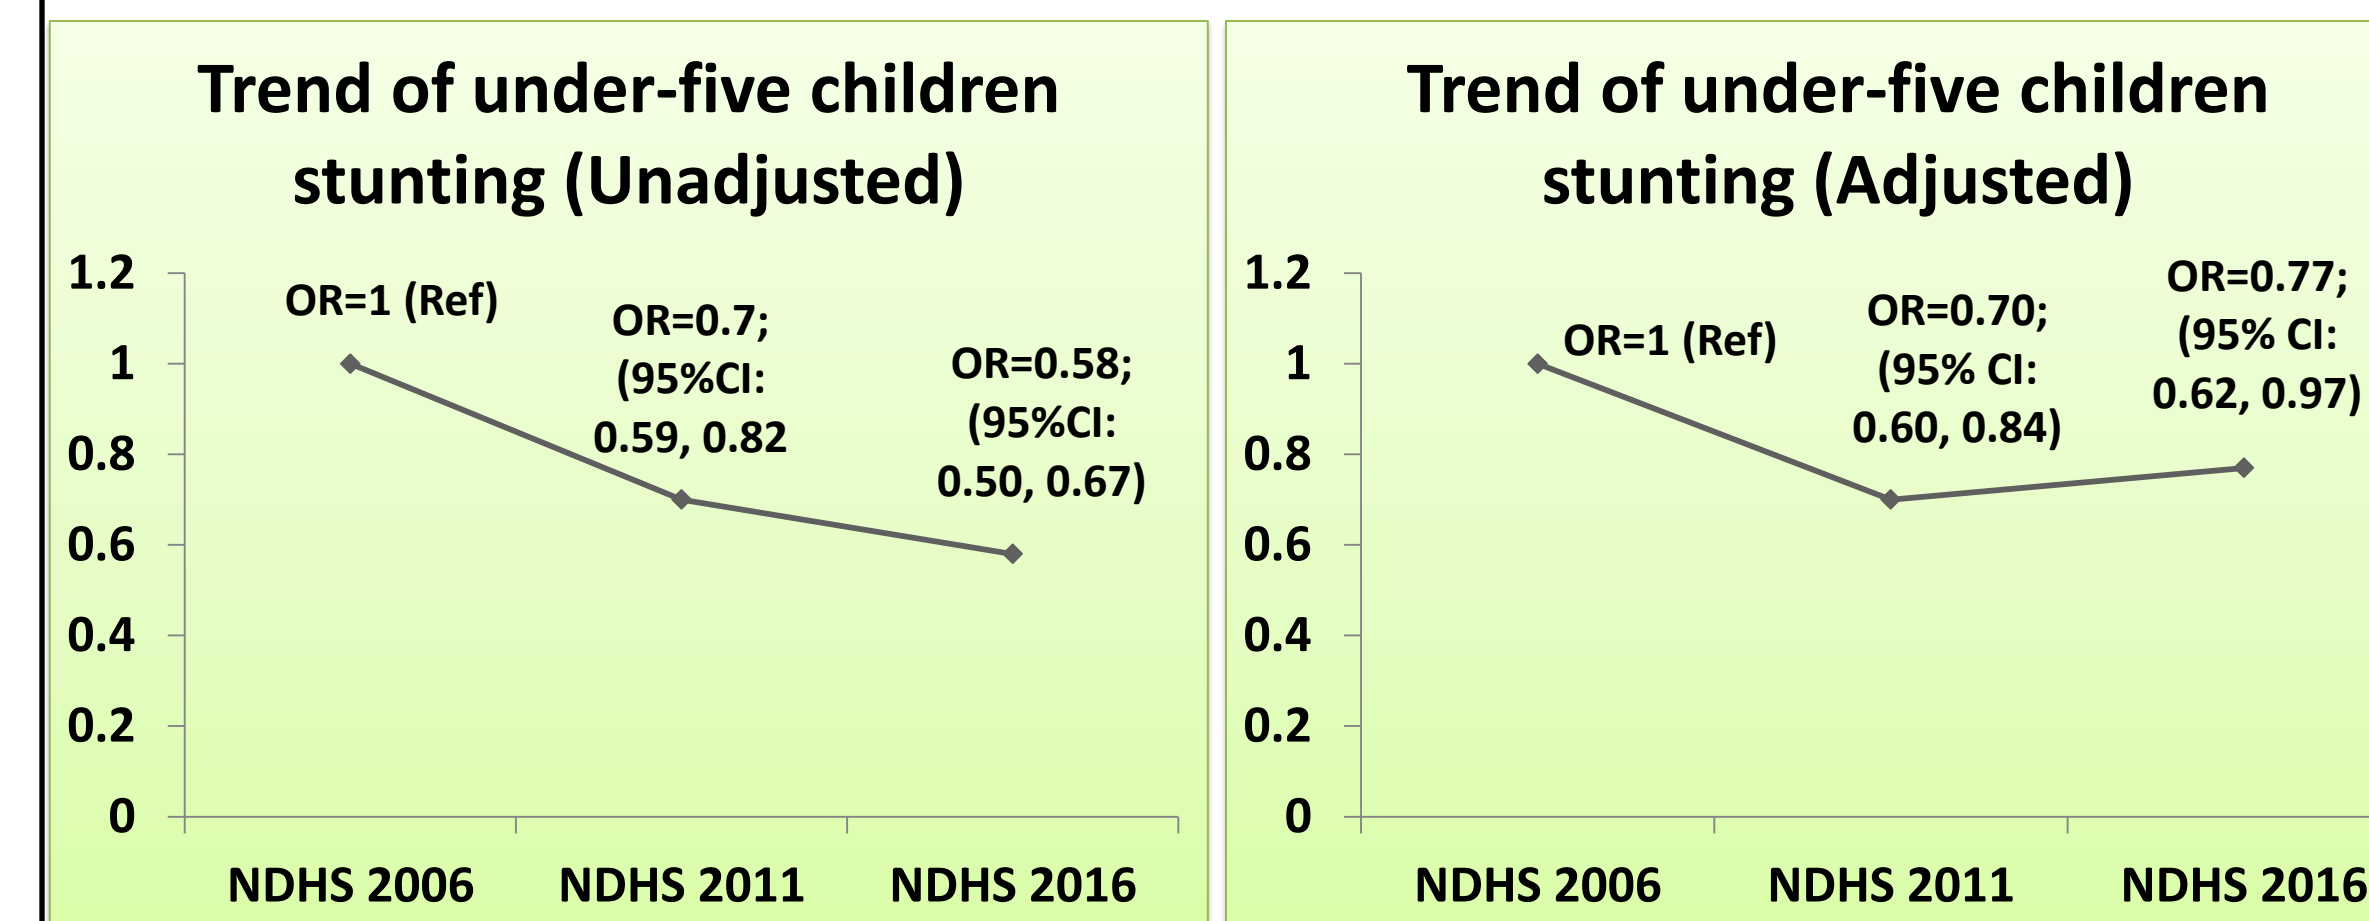 Trend of under-five children
stunting (Unadjusted)
1.2
1
0.8
0.6
0.4
0.2
0
OR=1 (Ref)
OR=0.7;
(95%CI:
0.59, 0.82
OR=0.58;
(95%CI:
0.50, 0.67)
NDHS 2006
NDHS 2011
NDHS 2016
Trend of under-five children
stunting (Adjusted)
1.2
1
0.8
0.6
0.4
0.2
0
OR=1 (Ref)
OR=0.70;
(95% CI:
0.60, 0.84)
OR=0.77;
(95% CI:
0.62, 0.97)
NDHS 2006
NDHS 2011
NDHS 2016